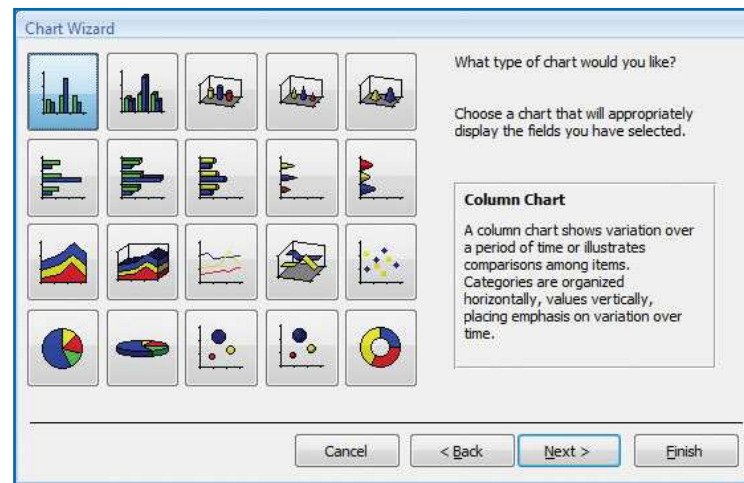 Chart Wizard
What type of chart would you like?
Choose a chart that will appropriately
display the fields you have selected.
Column Chart
A column chart shows variation over
a period of time or illustrates
comparisons among items.
Categories are organized
horizontally, values vertically,
placing emphasis on variation over
time.
Cancel
< Back
Next >
Finish